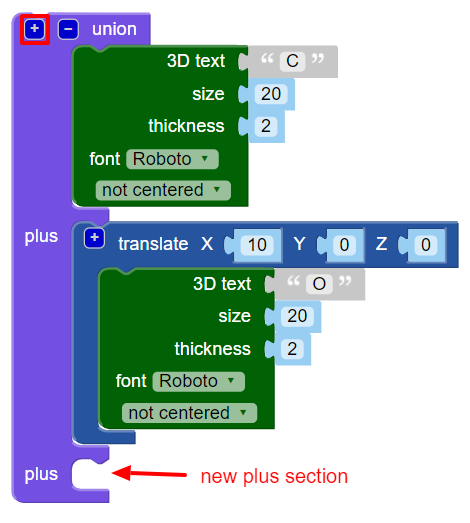 + − union
3D text “ C ”
size 20
thickness 2
font Roboto ▾
not centered ▾
plus + translate X 10 Y 0 Z 0
3D text “ O ”
size 20
thickness 2
font Roboto ▾
not centered ▾
plus new plus section